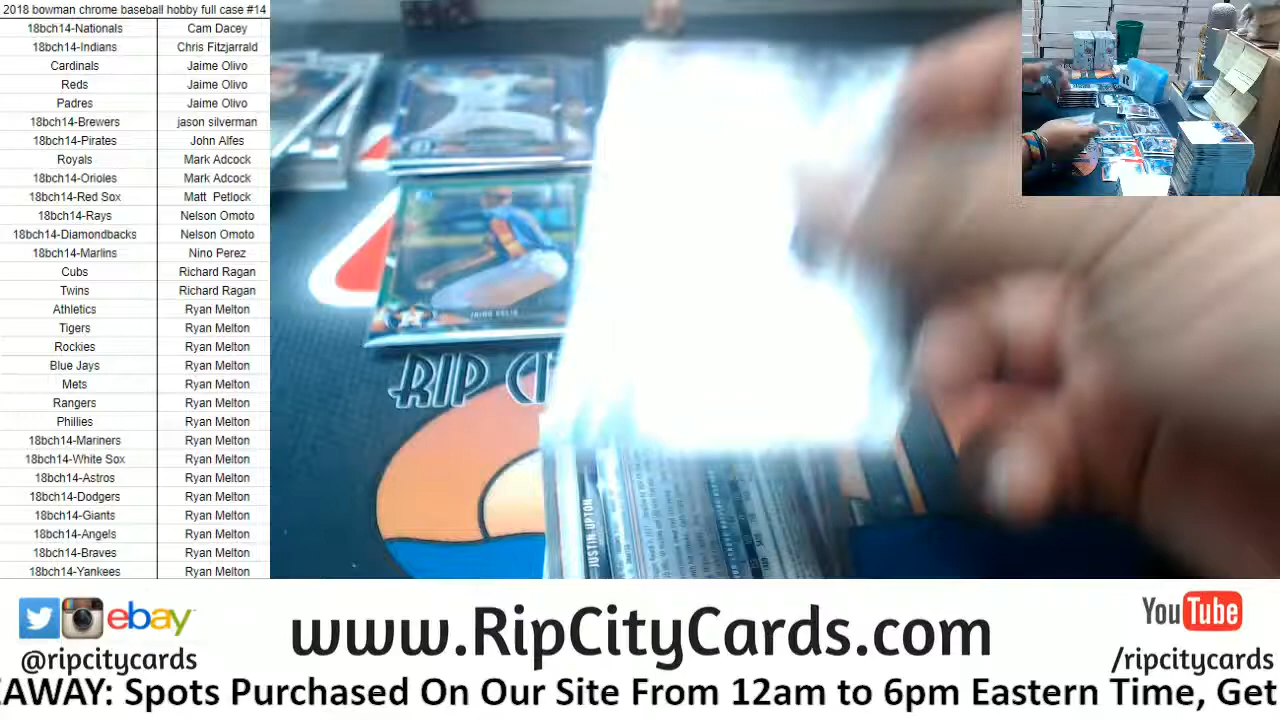 2018 bowman chrome baseball hobby full case #14
18bch14-Nationals Cam Dacey
18bch14-Indians Chris Fitzjarrald
Cardinals Jaime Olivo
Reds Jaime Olivo
Padres Jaime Olivo
18bch14-Brewers jason silverman
18bch14-Pirates John Alfes
Royals Mark Adcock
18bch14-Orioles Mark Adcock
18bch14-Red Sox Matt Petlock
18bch14-Rays Nelson Omoto
18bch14-Diamondbacks Nelson Omoto
18bch14-Marlins Nino Perez
Cubs Richard Ragan
Twins Richard Ragan
Athletics Ryan Melton
Tigers Ryan Melton
Rockies Ryan Melton
Blue Jays Ryan Melton
Mets Ryan Melton
Rangers Ryan Melton
Phillies Ryan Melton
18bch14-Mariners Ryan Melton
18bch14-White Sox Ryan Melton
18bch14-Astros Ryan Melton
18bch14-Dodgers Ryan Melton
18bch14-Giants Ryan Melton
18bch14-Angels Ryan Melton
18bch14-Braves Ryan Melton
18bch14-Yankees Ryan Melton
RIP CI
JUSTIN UPTON
ebay
@ripcitycards
www.RipCityCards.com
YouTube
/ripcitycards
EAWAY: Spots Purchased On Our Site From 12am to 6pm Eastern Time, Get